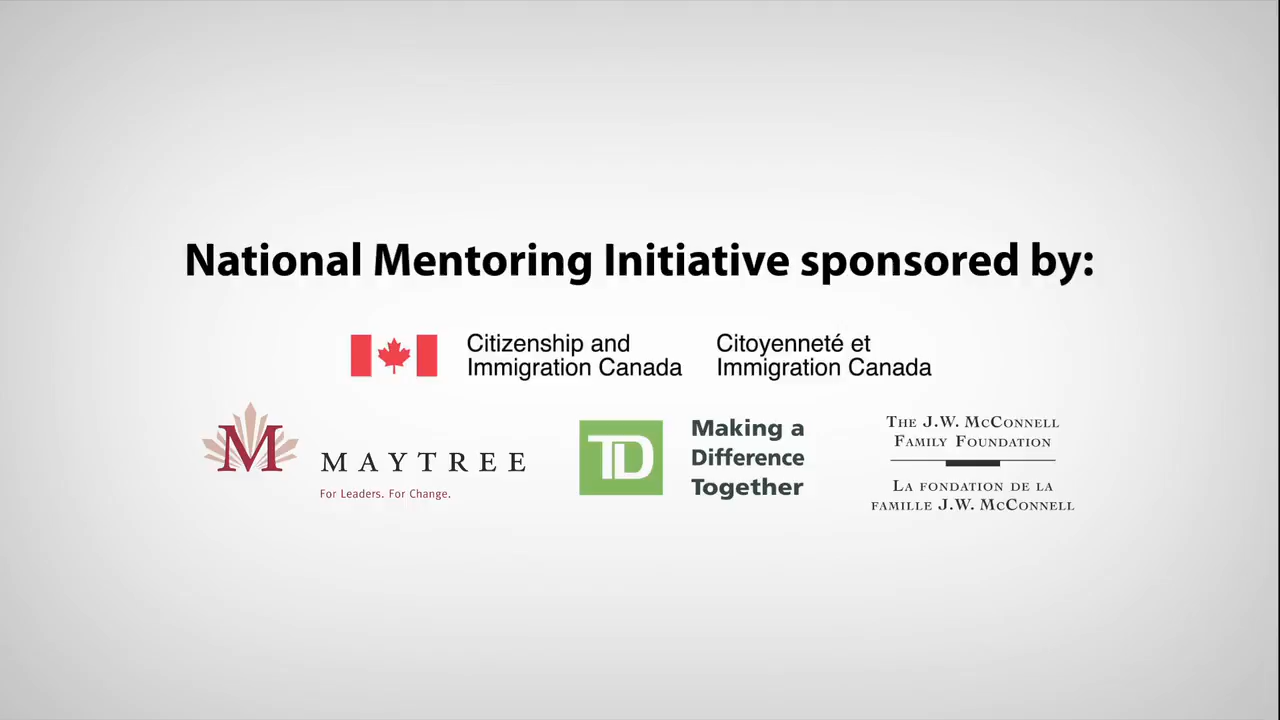 National Mentoring Initiative sponsored by:
Citizenship and
Immigration Canada
Citoyenneté et
Immigration Canada
M
MAYTREE
For Leaders. For Change.
TD
Making a
Difference
Together
THE J.W. MCCONNELL
FAMILY FOUNDATION
LA FONDATION DE LA
FAMILLE J.W. MCCONNELL